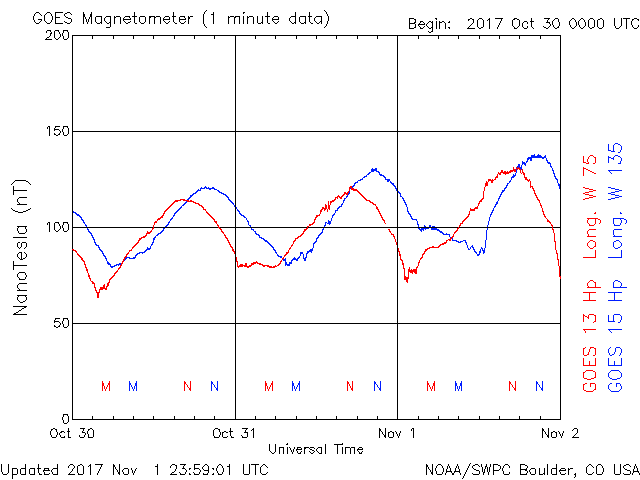 GOES Magnetometer (1 minute data)
Begin: 2017 Oct 30 0000 UTC
200
150
100
50
0
NanoTesla (nT)
M M N N M M N N M M N N
Oct 30 Oct 31 Nov 1 Nov 2
Universal Time
GOES 13 Hp Long. W 75
GOES 15 Hp Long. W 135
Updated 2017 Nov 1 23:59:01 UTC
NOAA/SWPC Boulder, CO USA